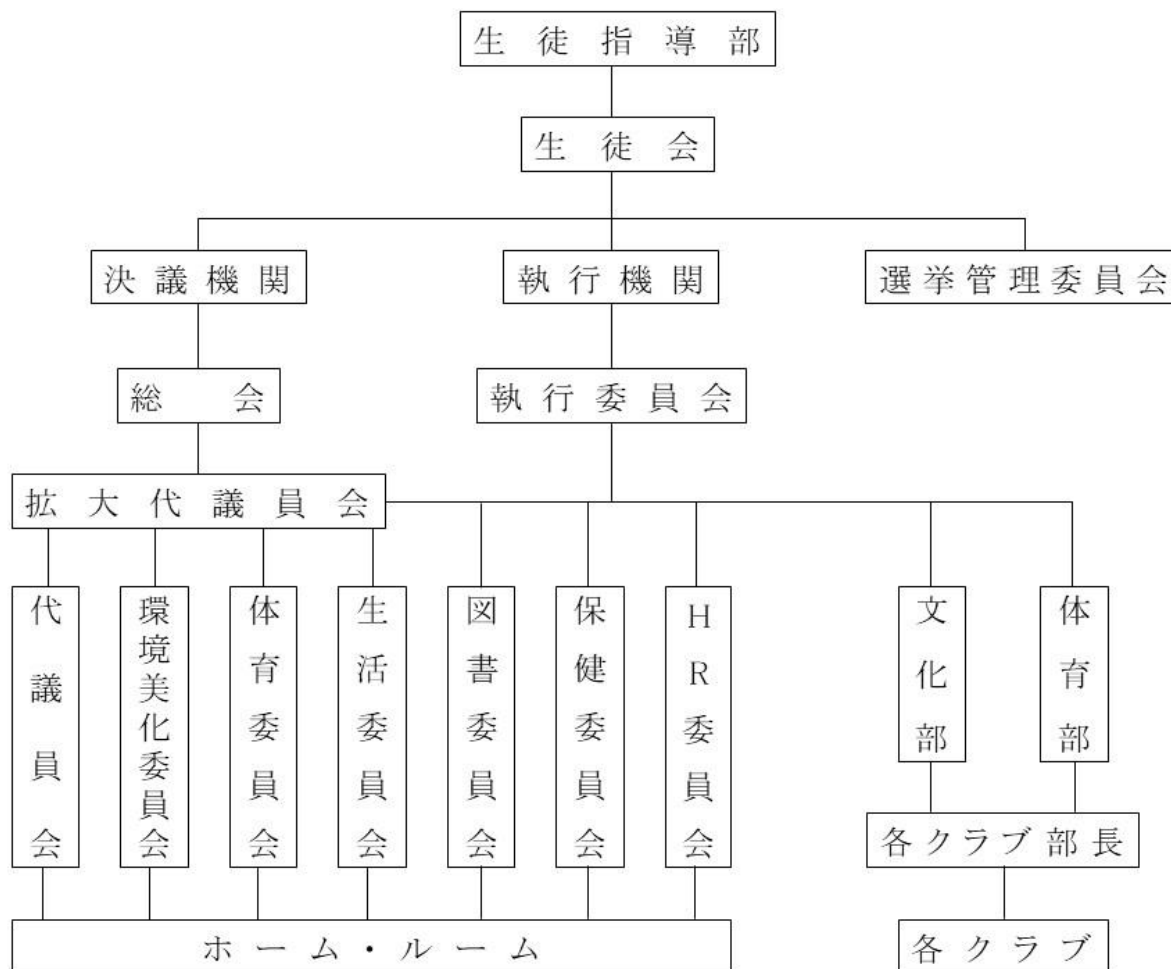 生徒指導部
生徒会
決議機関
執行機関
選挙管理委員会
総会
執行委員会
拡大代議員会
代議員会
環境美化委員会
体育委員会
生活委員会
図書委員会
保健委員会
HR委員会
文化部
体育部
各クラブ部長
ホーム・ルーム
各クラブ